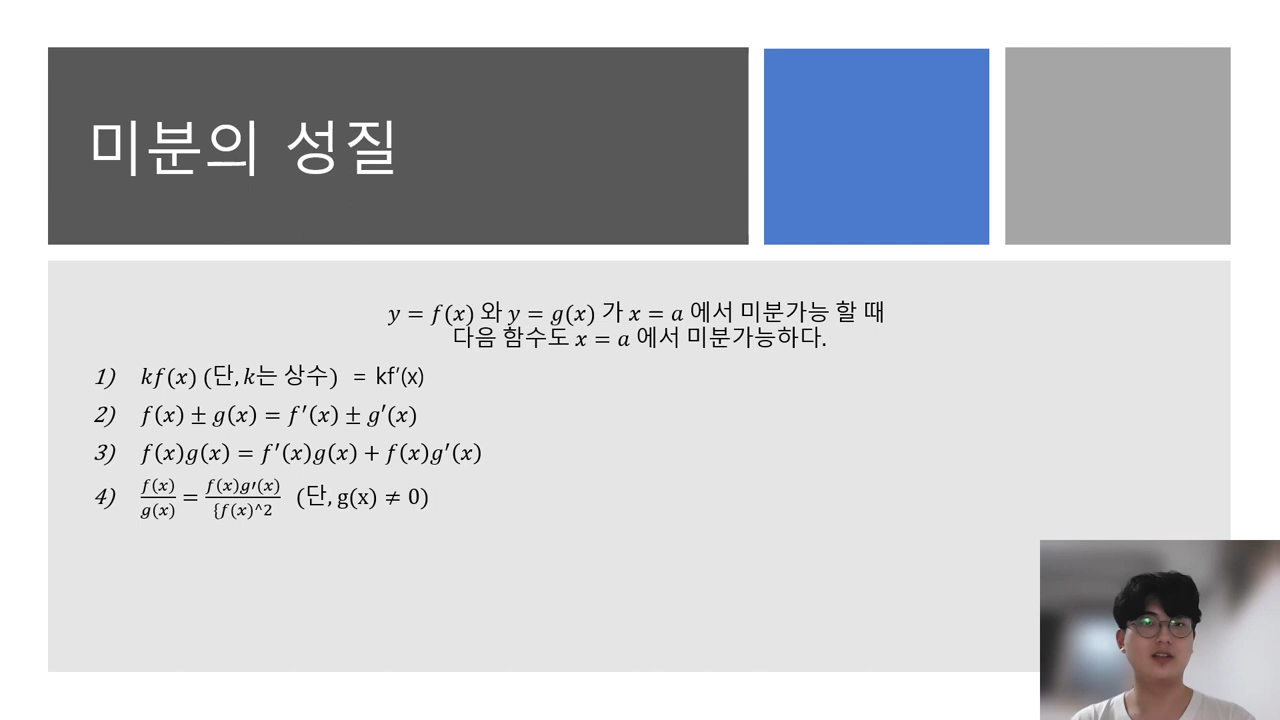 미분의 성질
y = f(x) 와 y = g(x) 가 x = a 에서 미분가능 할 때
다음 함수도 x = a 에서 미분가능하다.
1) kf(x) (단, k는 상수) = kf'(x)
2) f(x) ± g(x) = f'(x) ± g'(x)
3) f(x)g(x) = f'(x)g(x) + f(x)g'(x)
4) f(x)/g(x) = f(x)g′(x)/{f(x)^2 (단, g(x) ≠ 0)